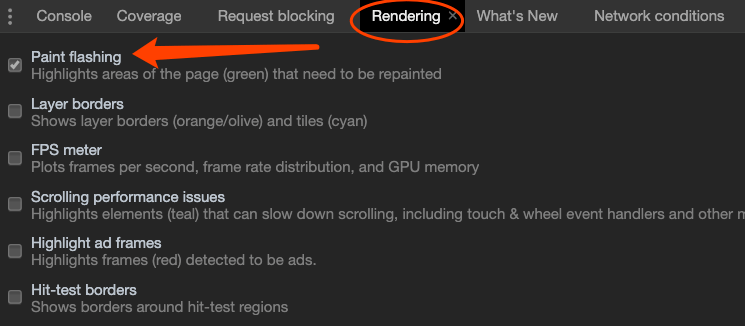 Console Coverage Request blocking Rendering × What's New Network conditions
Paint flashing
Highlights areas of the page (green) that need to be repainted
Layer borders
Shows layer borders (orange/olive) and tiles (cyan)
FPS meter
Plots frames per second, frame rate distribution, and GPU memory
Scrolling performance issues
Highlights elements (teal) that can slow down scrolling, including touch & wheel event handlers and other
Highlight ad frames
Highlights frames (red) detected to be ads.
Hit-test borders
Shows borders around hit-test regions